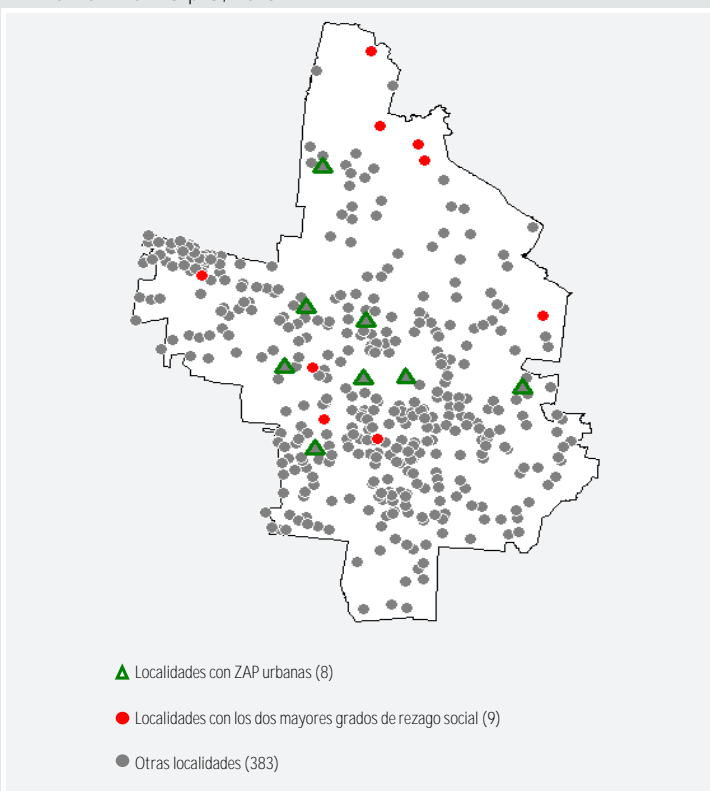 Localidades con ZAP urbanas (8)
Localidades con los dos mayores grados de rezago social (9)
Otras localidades (383)